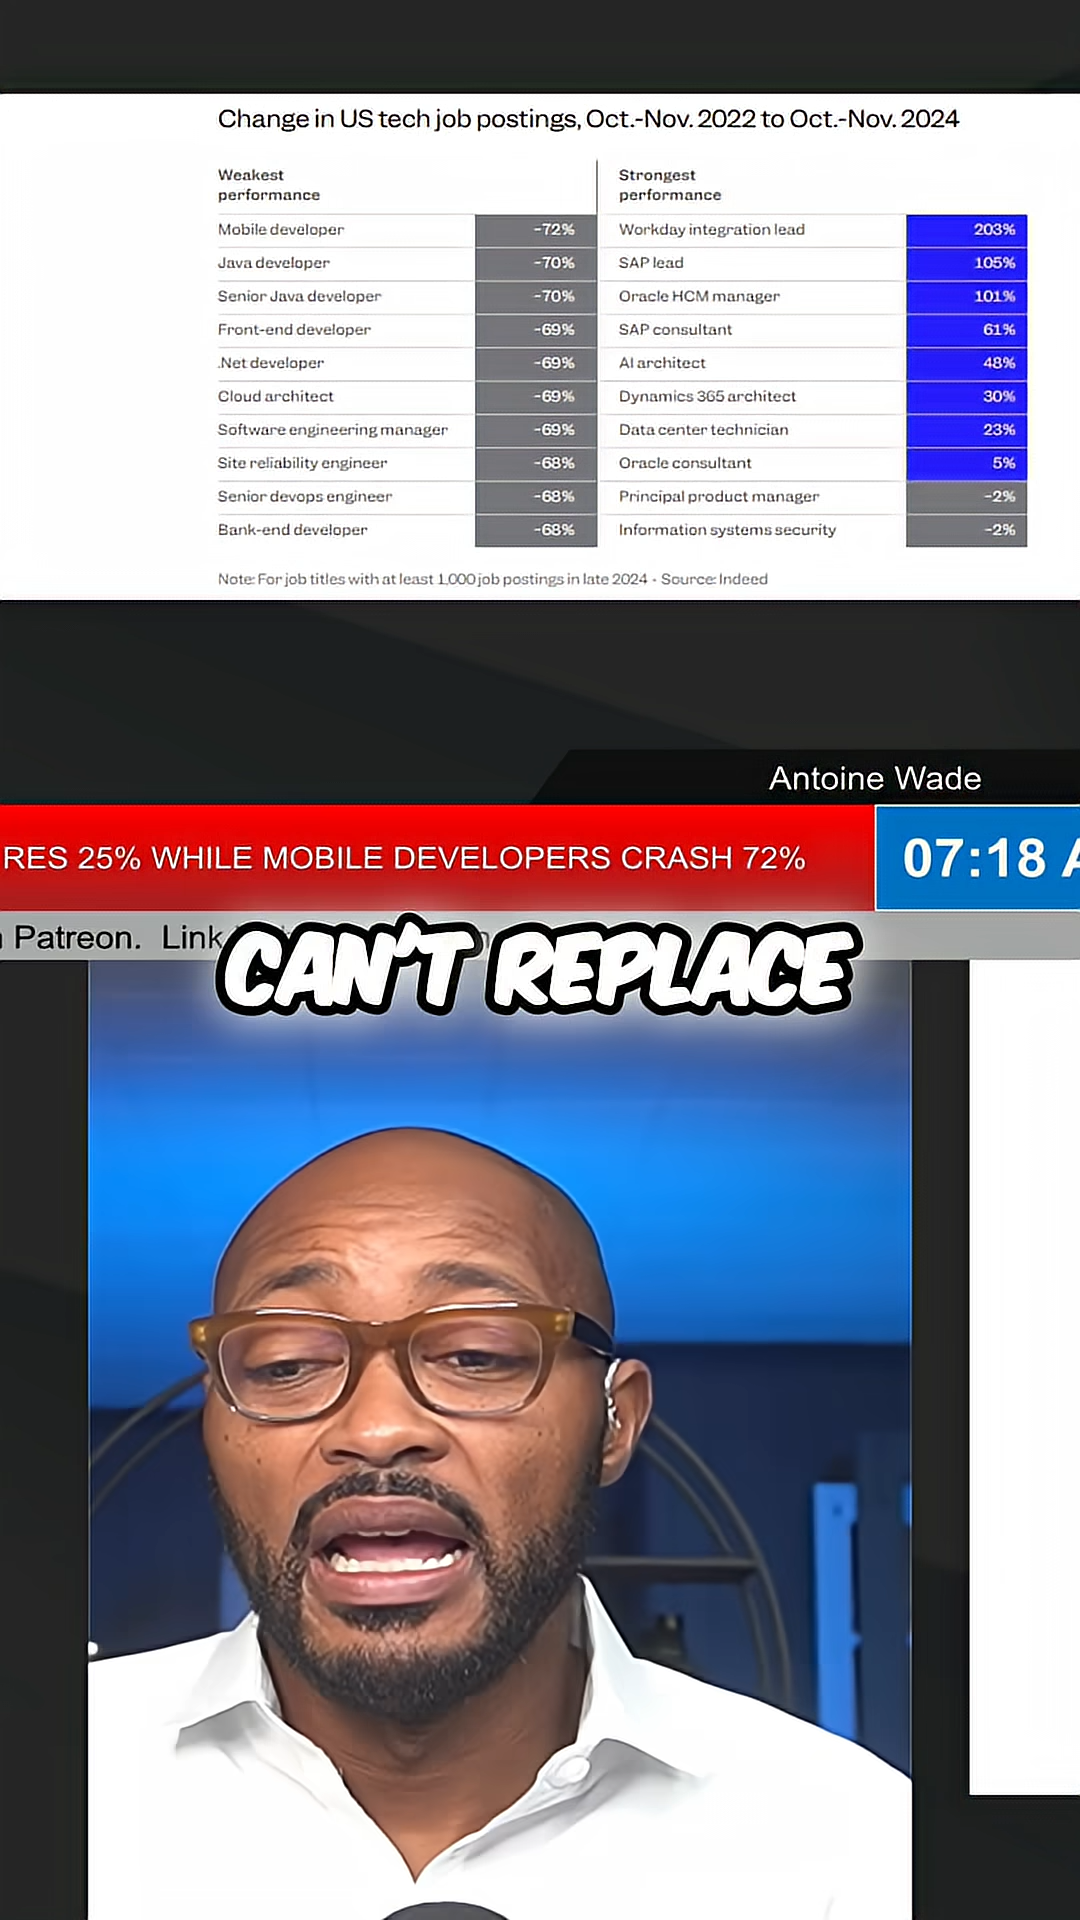 Change in US tech job postings, Oct.-Nov. 2022 to Oct.-Nov. 2024
Weakest
performance
Strongest
performance
Mobile developer -72% Workday integration lead 203%
Java developer -70% SAP lead 105%
Senior Java developer -70% Oracle HCM manager 101%
Front-end developer -69% SAP consultant 61%
.Net developer -69% AI architect 48%
Cloud architect -69% Dynamics 365 architect 30%
Software engineering manager -69% Data center technician 23%
Site reliability engineer -68% Oracle consultant 5%
Senior devops engineer -68% Principal product manager -2%
Bank-end developer -68% Information systems security -2%
Note: For job titles with at least 1,000 job postings in late 2024 - Source: Indeed
Antoine Wade
RES 25% WHILE MOBILE DEVELOPERS CRASH 72% 07:18 A
Patreon. Link
CAN'T REPLACE